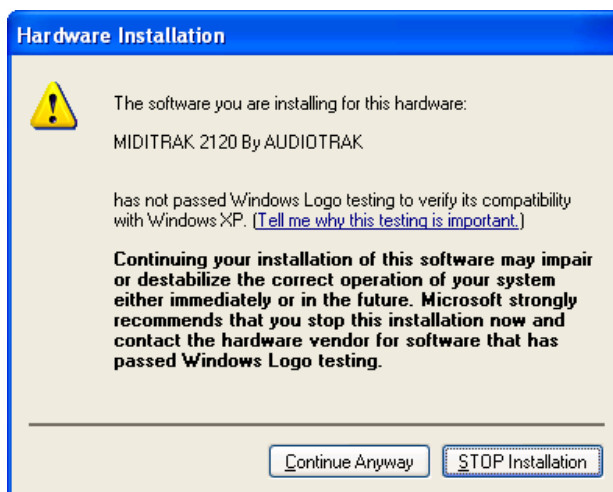 Hardware Installation
The software you are installing for this hardware:
MIDITRAK 2120 By AUDIOTRAK
has not passed Windows Logo testing to verify its compatibility
with Windows XP. (Tell me why this testing is important.)
Continuing your installation of this software may impair
or destabilize the correct operation of your system
either immediately or in the future. Microsoft strongly
recommends that you stop this installation now and
contact the hardware vendor for software that has
passed Windows Logo testing.
Continue Anyway
STOP Installation